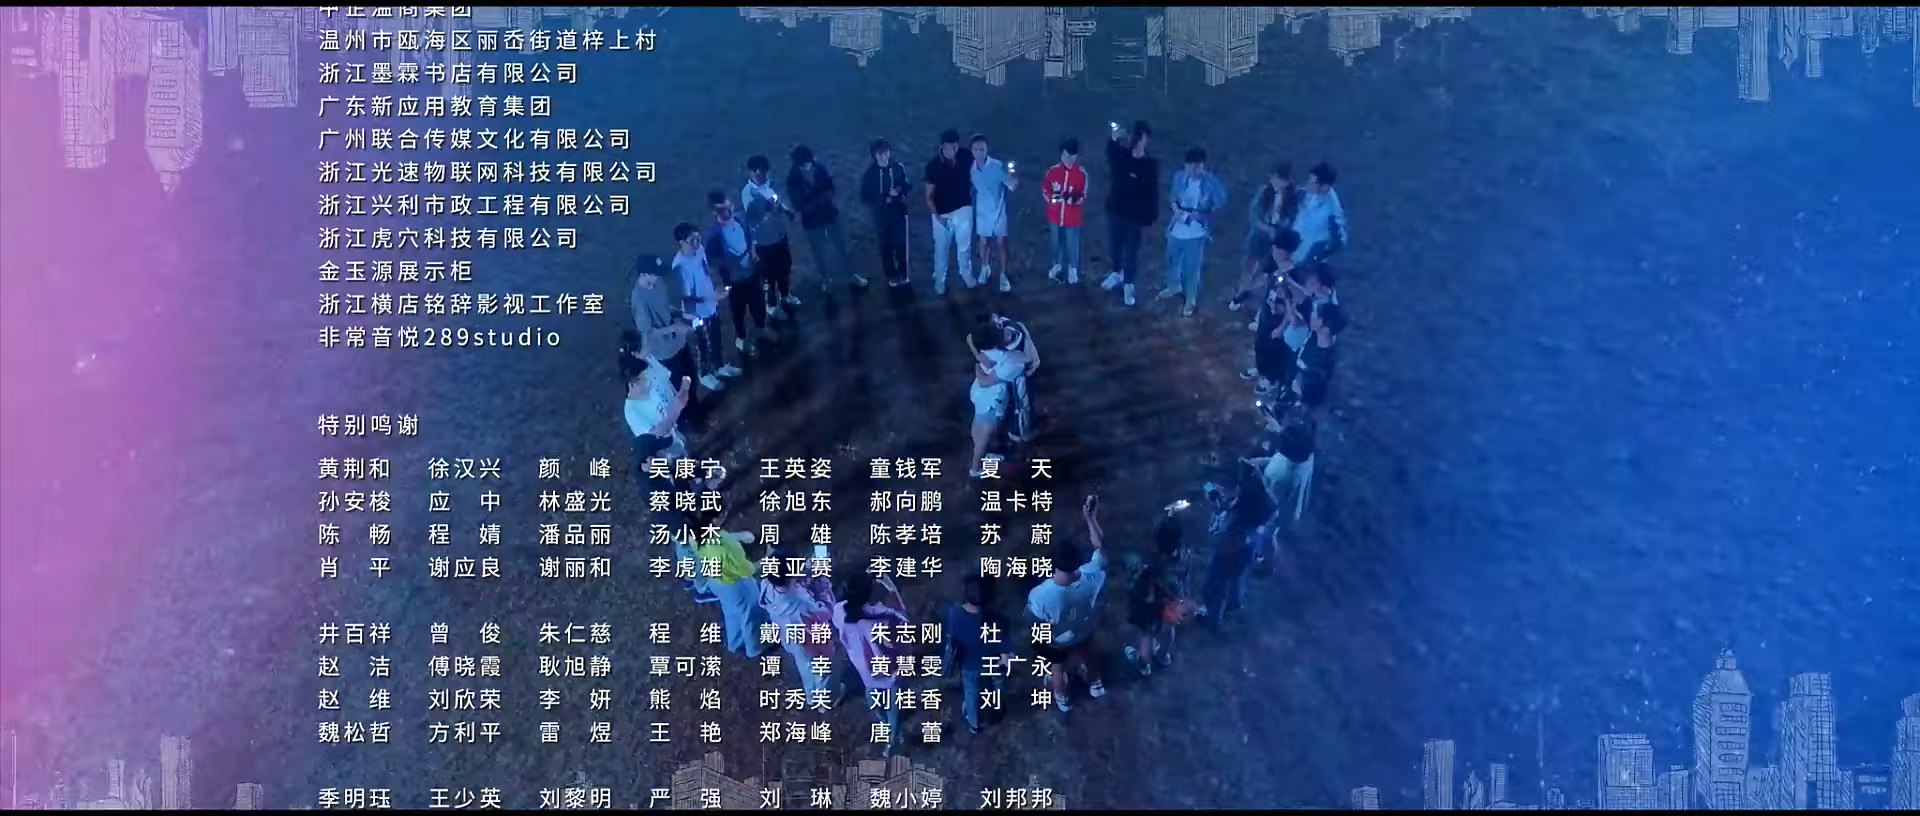 中企温商集团
温州市瓯海区丽岙街道梓上村
浙江墨霖书店有限公司
广东新应用教育集团
广州联合传媒文化有限公司
浙江光速物联网科技有限公司
浙江兴利市政工程有限公司
浙江虎穴科技有限公司
金玉源展示柜
浙江横店铭辞影视工作室
非常音悦289studio
特别鸣谢
黄荆和 徐汉兴 颜 峰 吴康宁 王英姿 童钱军 夏 天
孙安梭 应 中 林盛光 蔡晓武 徐旭东 郝向鹏 温卡特
陈 畅 程 婧 潘品丽 汤小杰 周 雄 陈孝培 苏 蔚
肖 平 谢应良 谢丽和 李虎雄 黄亚赛 李建华 陶海晓
井百祥 曾 俊 朱仁慈 程 维 戴雨静 朱志刚 杜 娟
赵 洁 傅晓霞 耿旭静 覃可潆 谭 幸 黄慧雯 王广永
赵 维 刘欣荣 李 妍 熊 焰 时秀芙 刘桂香 刘 坤
魏松哲 方利平 雷 煜 王 艳 郑海峰 唐 蕾
季明珏 王少英 刘黎明 严 强 刘 琳 魏小婷 刘邦邦